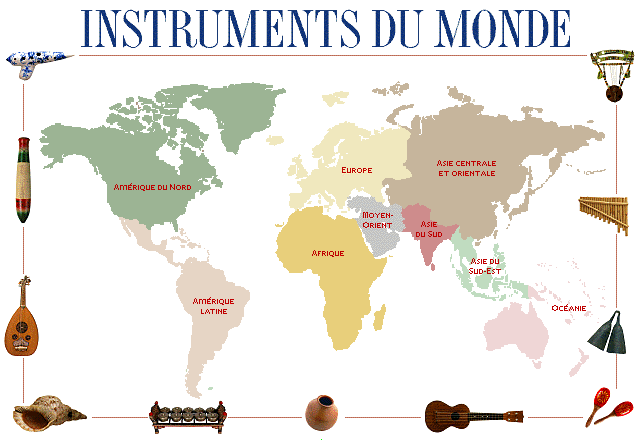 INSTRUMENTS DU MONDE
Amérique du Nord
Europe
Asie centrale
et orientale
Moyen-
Orient
Asie
du Sud
Afrique
Asie du
Sud-Est
Amérique
latine
Océanie